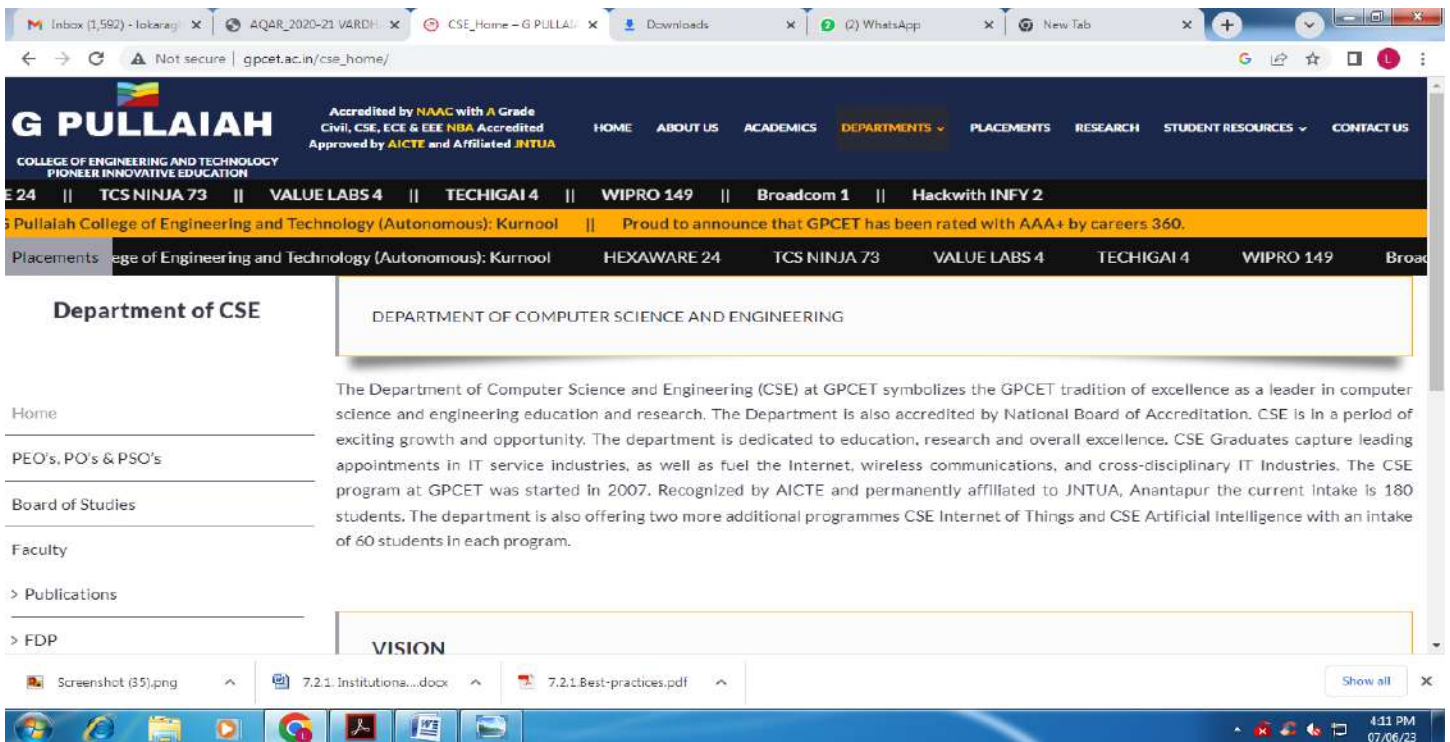 Inbox (1,592) - lokarag
AQAR_2020-21 VARDH
CSE_Home – G PULLAI
Downloads
(2) WhatsApp
New Tab
Not secure | gpcet.ac.in/cse_home/
G
L
G PULLAIAH
COLLEGE OF ENGINEERING AND TECHNOLOGY
PIONEER INNOVATIVE EDUCATION
Accredited by NAAC with A Grade
Civil, CSE, ECE & EEE NBA Accredited
Approved by AICTE and Affiliated JNTUA
HOME ABOUT US ACADEMICS DEPARTMENTS PLACEMENTS RESEARCH STUDENT RESOURCES CONTACT US
E 24 || TCS NINJA 73 || VALUE LABS 4 || TECHIGAI 4 || WIPRO 149 || Broadcom 1 || Hackwith INFY 2
G Pullaiah College of Engineering and Technology (Autonomous): Kurnool || Proud to announce that GPCET has been rated with AAA+ by careers 360.
Placements ege of Engineering and Technology (Autonomous): Kurnool HEXAWARE 24 TCS NINJA 73 VALUE LABS 4 TECHIGAI 4 WIPRO 149 Broad
Department of CSE
Home
PEO's, PO's & PSO's
Board of Studies
Faculty
> Publications
> FDP
DEPARTMENT OF COMPUTER SCIENCE AND ENGINEERING
The Department of Computer Science and Engineering (CSE) at GPCET symbolizes the GPCET tradition of excellence as a leader in computer
science and engineering education and research. The Department is also accredited by National Board of Accreditation. CSE is in a period of
exciting growth and opportunity. The department is dedicated to education, research and overall excellence. CSE Graduates capture leading
appointments in IT service industries, as well as fuel the Internet, wireless communications, and cross-disciplinary IT Industries. The CSE
program at GPCET was started in 2007. Recognized by AICTE and permanently affiliated to JNTUA, Anantapur the current intake is 180
students. The department is also offering two more additional programmes CSE Internet of Things and CSE Artificial Intelligence with an intake
of 60 students in each program.
VISION
Screenshot (35).png
7.2.1. Institutiona....docx
7.2.1.Best-practices.pdf
Show all
4:11 PM
07/06/23